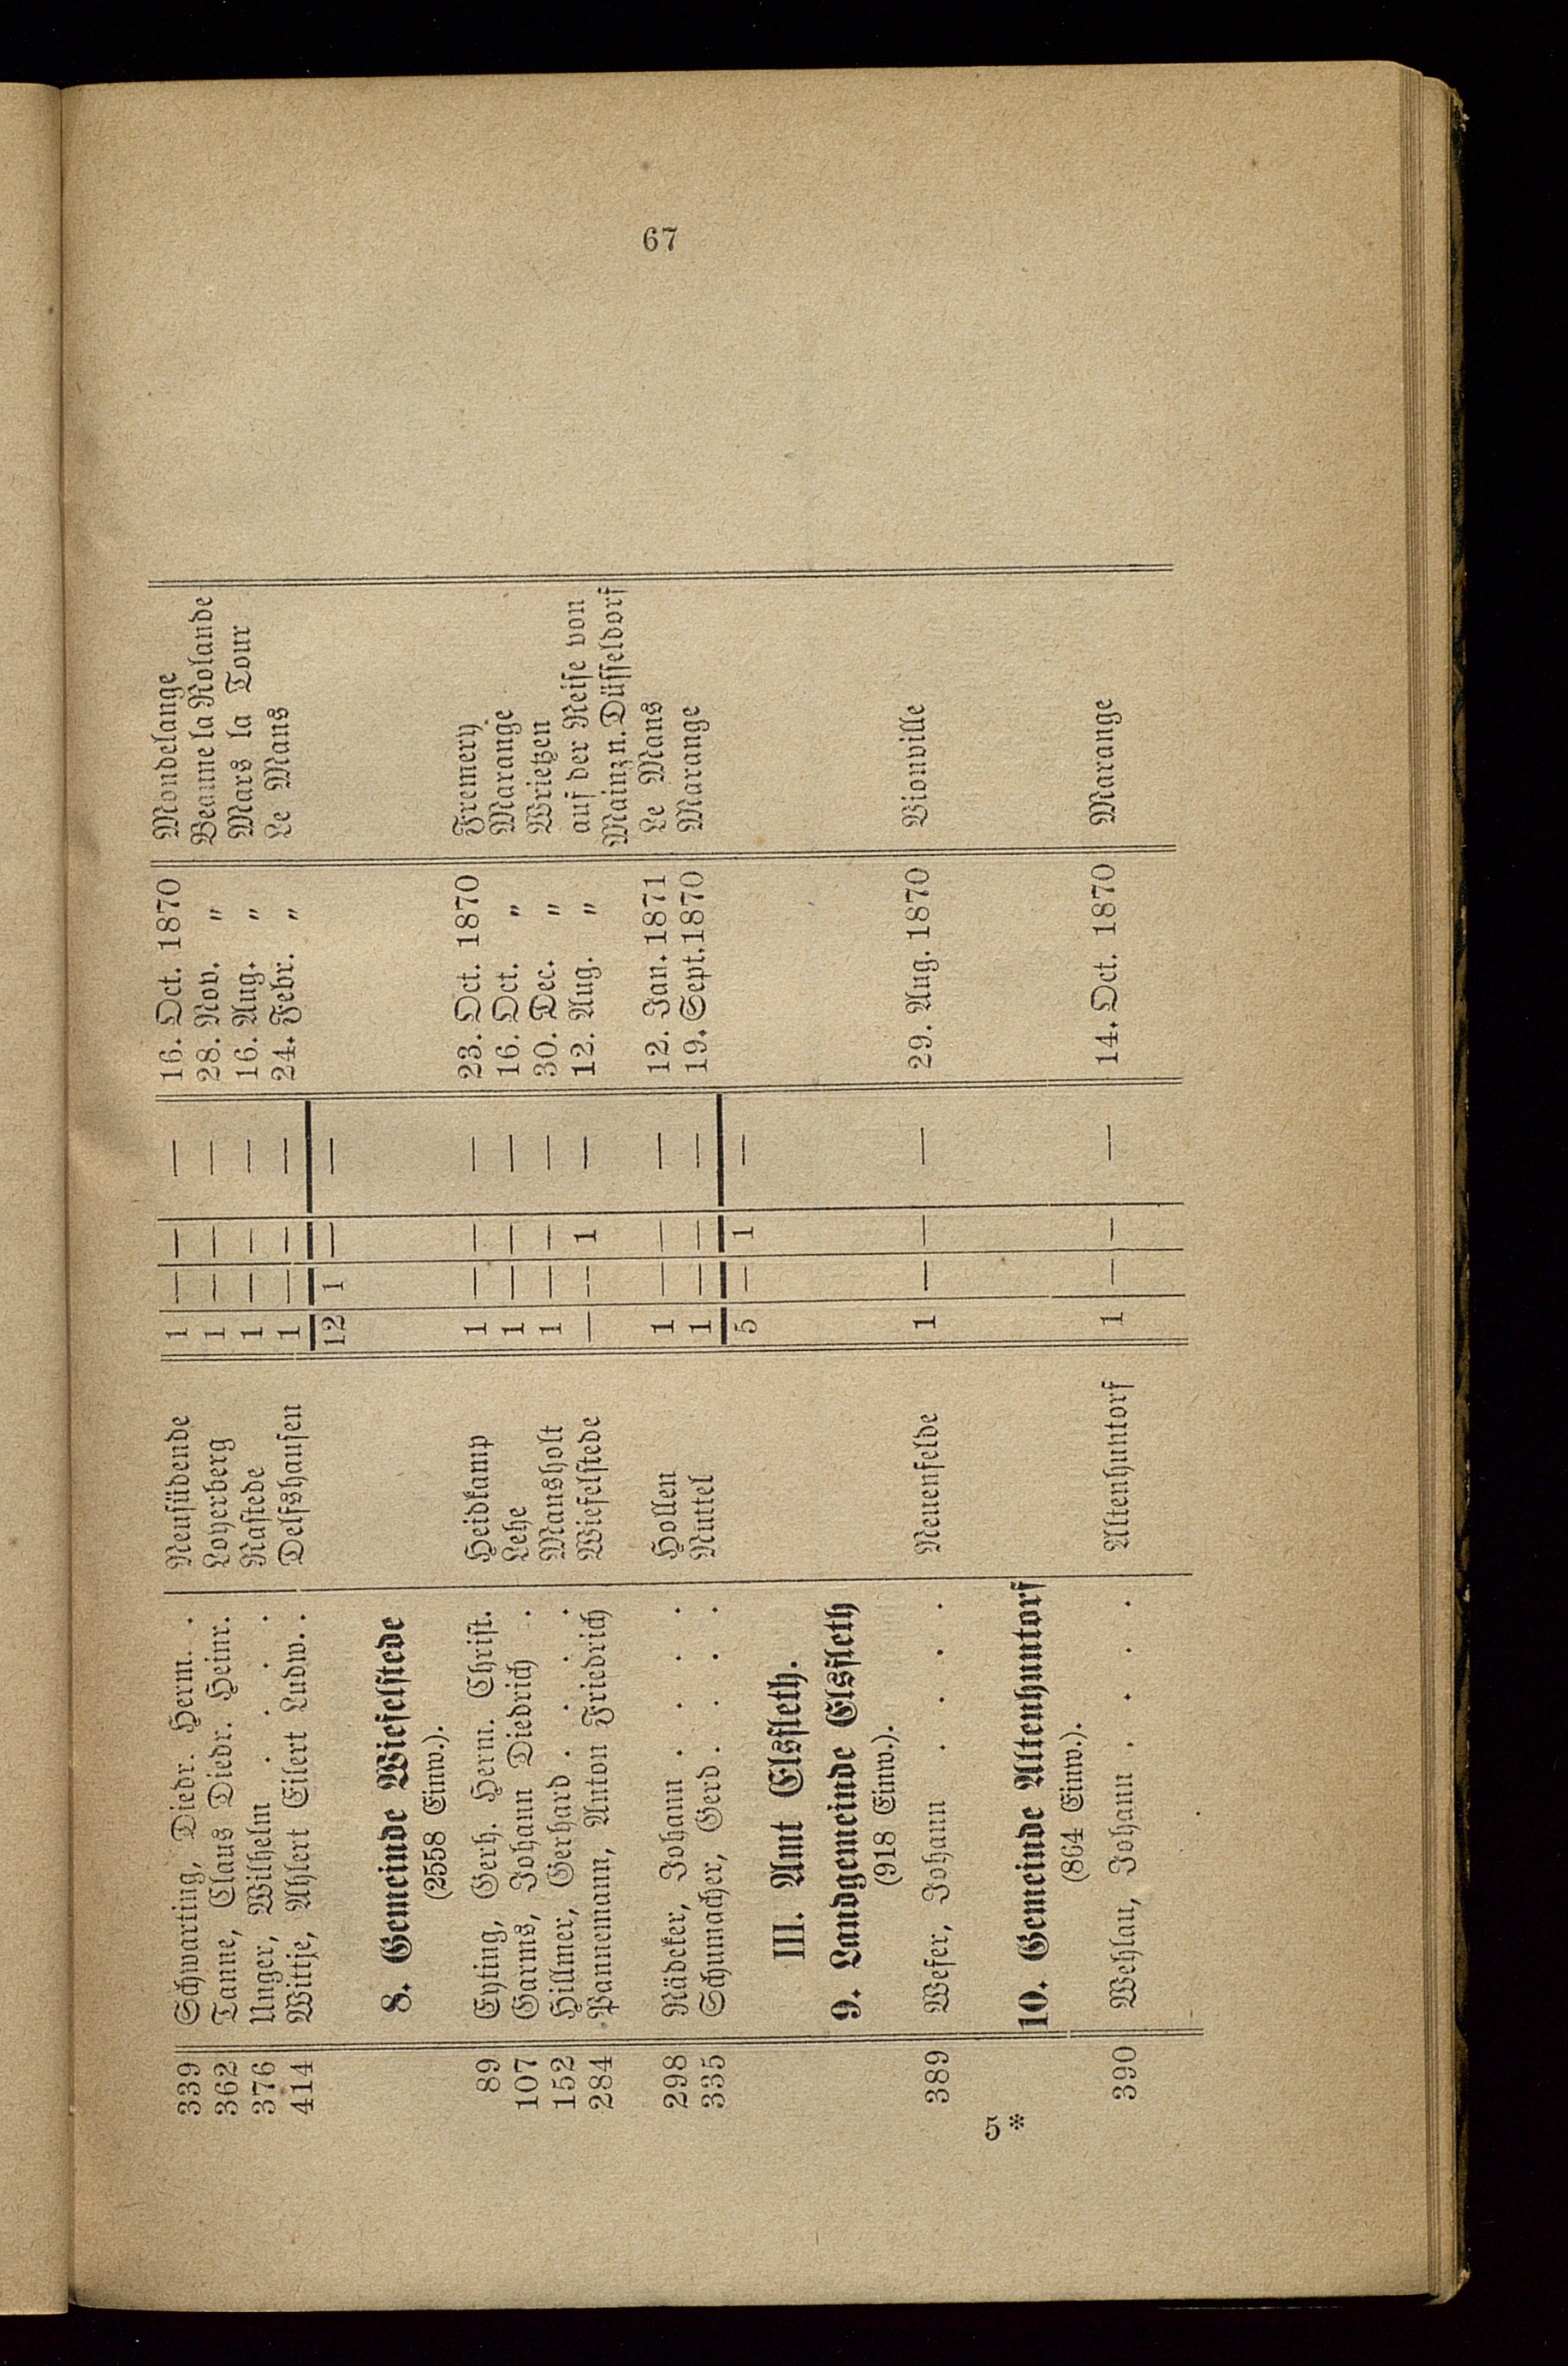 67
339 Schwarting, Diedr. Herm. . Neusüdende 1 — — — 16. Oct. 1870 Mondelange
362 Tanne, Claus Diedr. Heinr. Loyerberg 1 — — — 28. Nov. „ Beaune la Rolande
376 Unger, Wilhelm . . . . Rastede 1 — — — 16. Aug. „ Mars la Tour
414 Wittje, Ahlert Eilert Ludw. . Delfshausen 1 — — — 24. Febr. „ Le Mans
12 1 — —
8. Gemeinde Wiefelstede
(2558 Einw.).
89 Eyting, Gerh. Herm. Christ. Heidkamp 1 — — — 23. Oct. 1870 Fremery
107 Garms, Johann Diedrich . Lehe 1 — — — 16. Oct. „ Marange
152 Hillmer, Gerhard . . . . Mansholt 1 — — — 30. Dec. „ Wrietzen
284 Pannemann, Anton Friedrich Wiefelstede — — 1 — 12. Aug. „ auf der Reise von
Mainz n. Düsseldorf
298 Rädeker, Johann . . . . Hollen 1 — — — 12. Jan. 1871 Le Mans
335 Schumacher, Gerd . . . . Nuttel 1 — — — 19. Sept. 1870 Marange
5 — 1 —
III. Amt Elsfleth.
9. Landgemeinde Elsfleth
(918 Einw.).
389 Wefer, Johann . . . . Neuenfelde 1 — — — 29. Aug. 1870 Vionville
10. Gemeinde Altenhuntorf
(864 Einw.).
390 Wehlau, Johann . . . . Altenhuntorf 1 — — — 14. Oct. 1870 Marange
5*